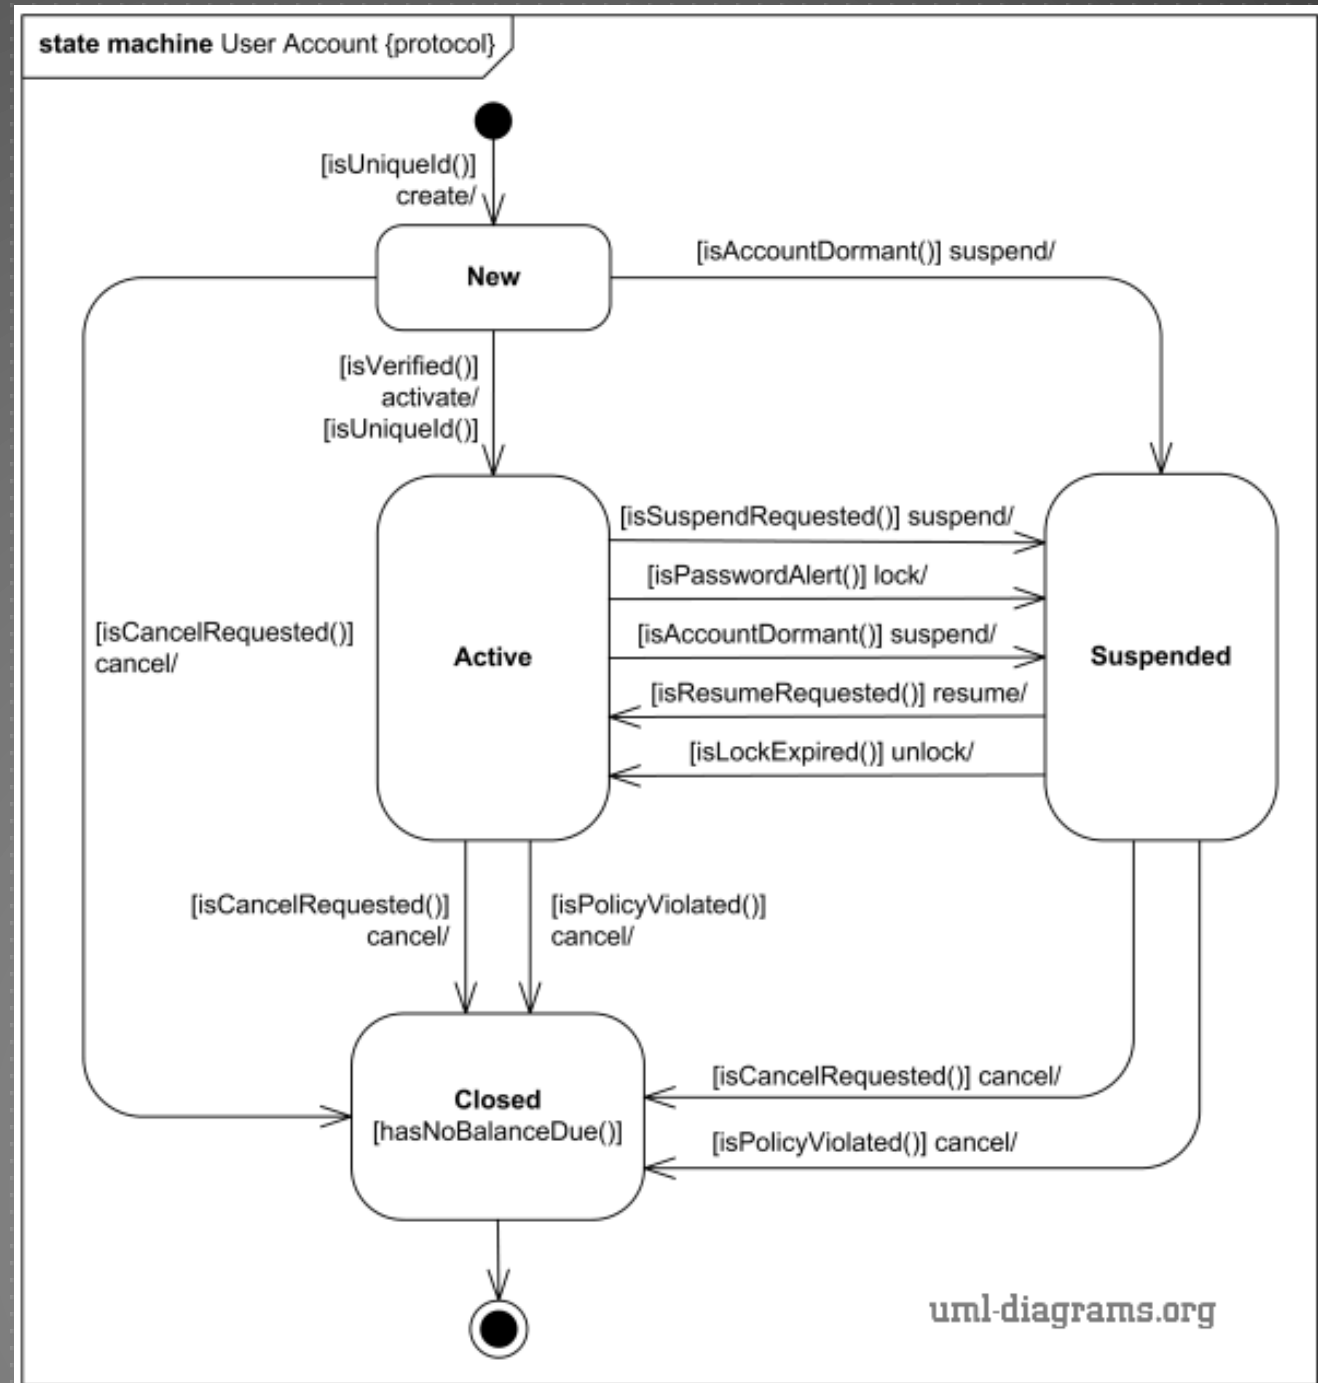 state machine User Account {protocol}
[isUniqueId()]
create/
New
[isAccountDormant()] suspend/
[isVerified()]
activate/
[isUniqueId()]
[isSuspendRequested()] suspend/
[isPasswordAlert()] lock/
[isCancelRequested()]
cancel/
[isAccountDormant()] suspend/
Active
Suspended
[isResumeRequested()] resume/
[isLockExpired()] unlock/
[isCancelRequested()]
cancel/
[isPolicyViolated()]
cancel/
[isCancelRequested()] cancel/
Closed
[hasNoBalanceDue()]
[isPolicyViolated()] cancel/
uml-diagrams.org